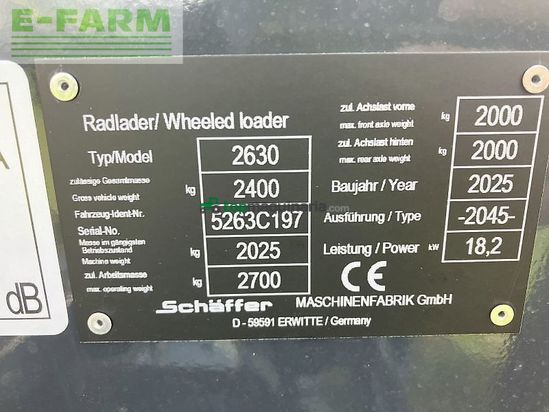 E-FARM
A
dB
Radlader/ Wheeled loader
Typ/Model 2630
zulässige Gesamtmasse
Gross vehicle weight kg 2400
Fahrzeug-Ident-Nr.
Serial-No. 5263C197
Masse im gängigsten
Betriebszustand
Machine weight kg 2025
zul. Arbeitsmasse
max. operating weight kg 2700
zul. Achslast vorne
max. front axle weight kg 2000
zul. Achslast hinten
max. rear axle weight kg 2000
Baujahr/ Year 2025
Ausführung / Type -2045-
Leistung / Power kW 18,2
CE
Schäffer MASCHINENFABRIK GmbH
D - 59591 ERWITTE / Germany